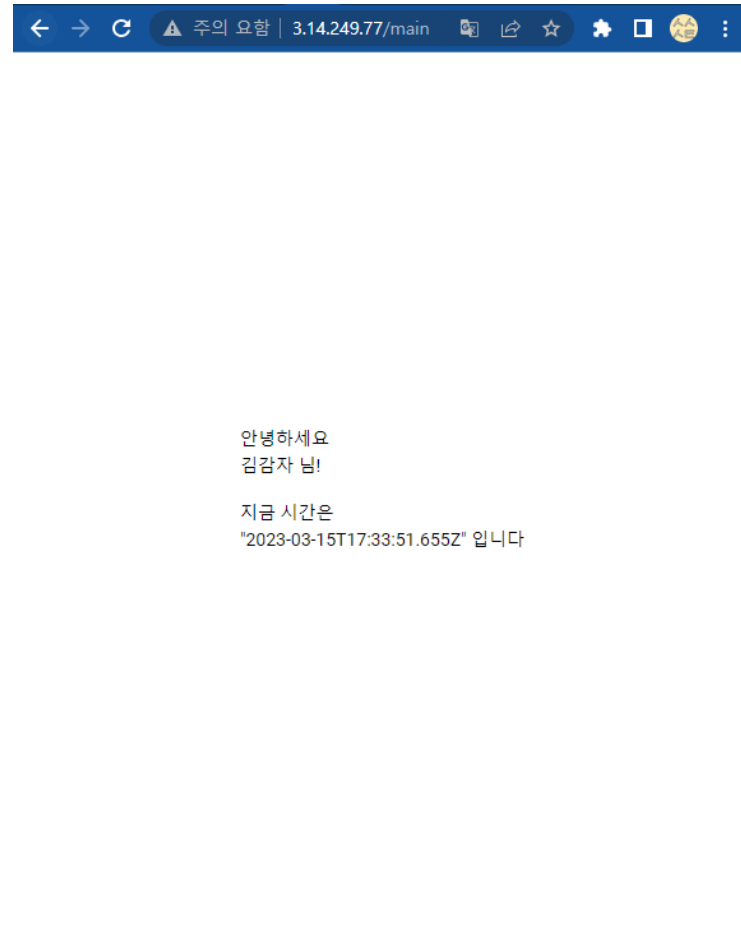 주의 요함 | 3.14.249.77/main
안녕하세요
김감자 님!
지금 시간은
"2023-03-15T17:33:51.655Z" 입니다